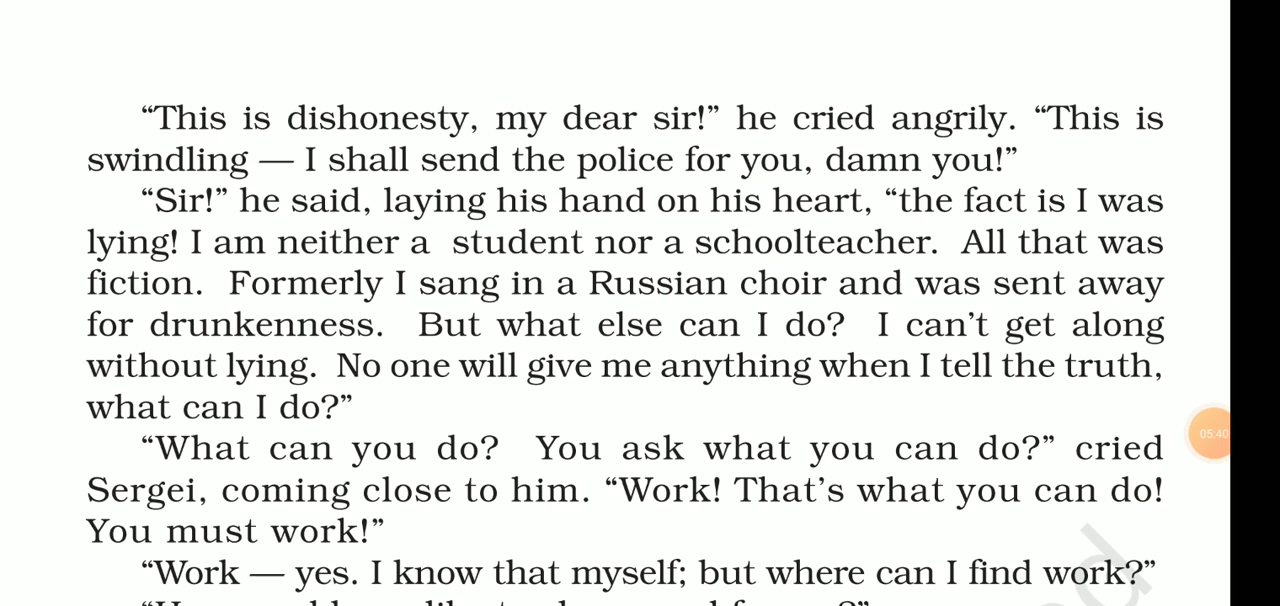 “This is dishonesty, my dear sir!” he cried angrily. “This is
swindling — I shall send the police for you, damn you!”
“Sir!” he said, laying his hand on his heart, “the fact is I was
lying! I am neither a student nor a schoolteacher. All that was
fiction. Formerly I sang in a Russian choir and was sent away
for drunkenness. But what else can I do? I can’t get along
without lying. No one will give me anything when I tell the truth,
what can I do?”
“What can you do? You ask what you can do?” cried
Sergei, coming close to him. “Work! That’s what you can do!
You must work!”
“Work — yes. I know that myself; but where can I find work?”
05:40